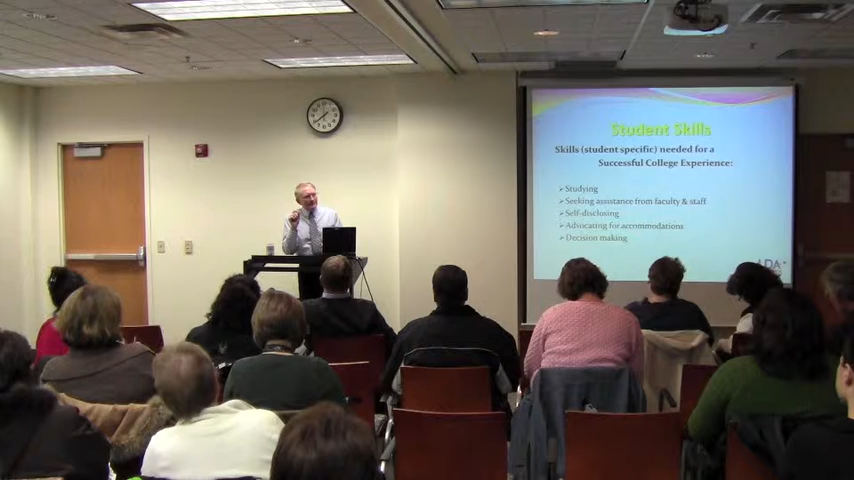 Student Skills
Skills (student specific) needed for a
Successful College Experience:
➢ Studying
➢ Seeking assistance from faculty & staff
➢ Self-disclosing
➢ Advocating for accommodations
➢ Decision making
LDA